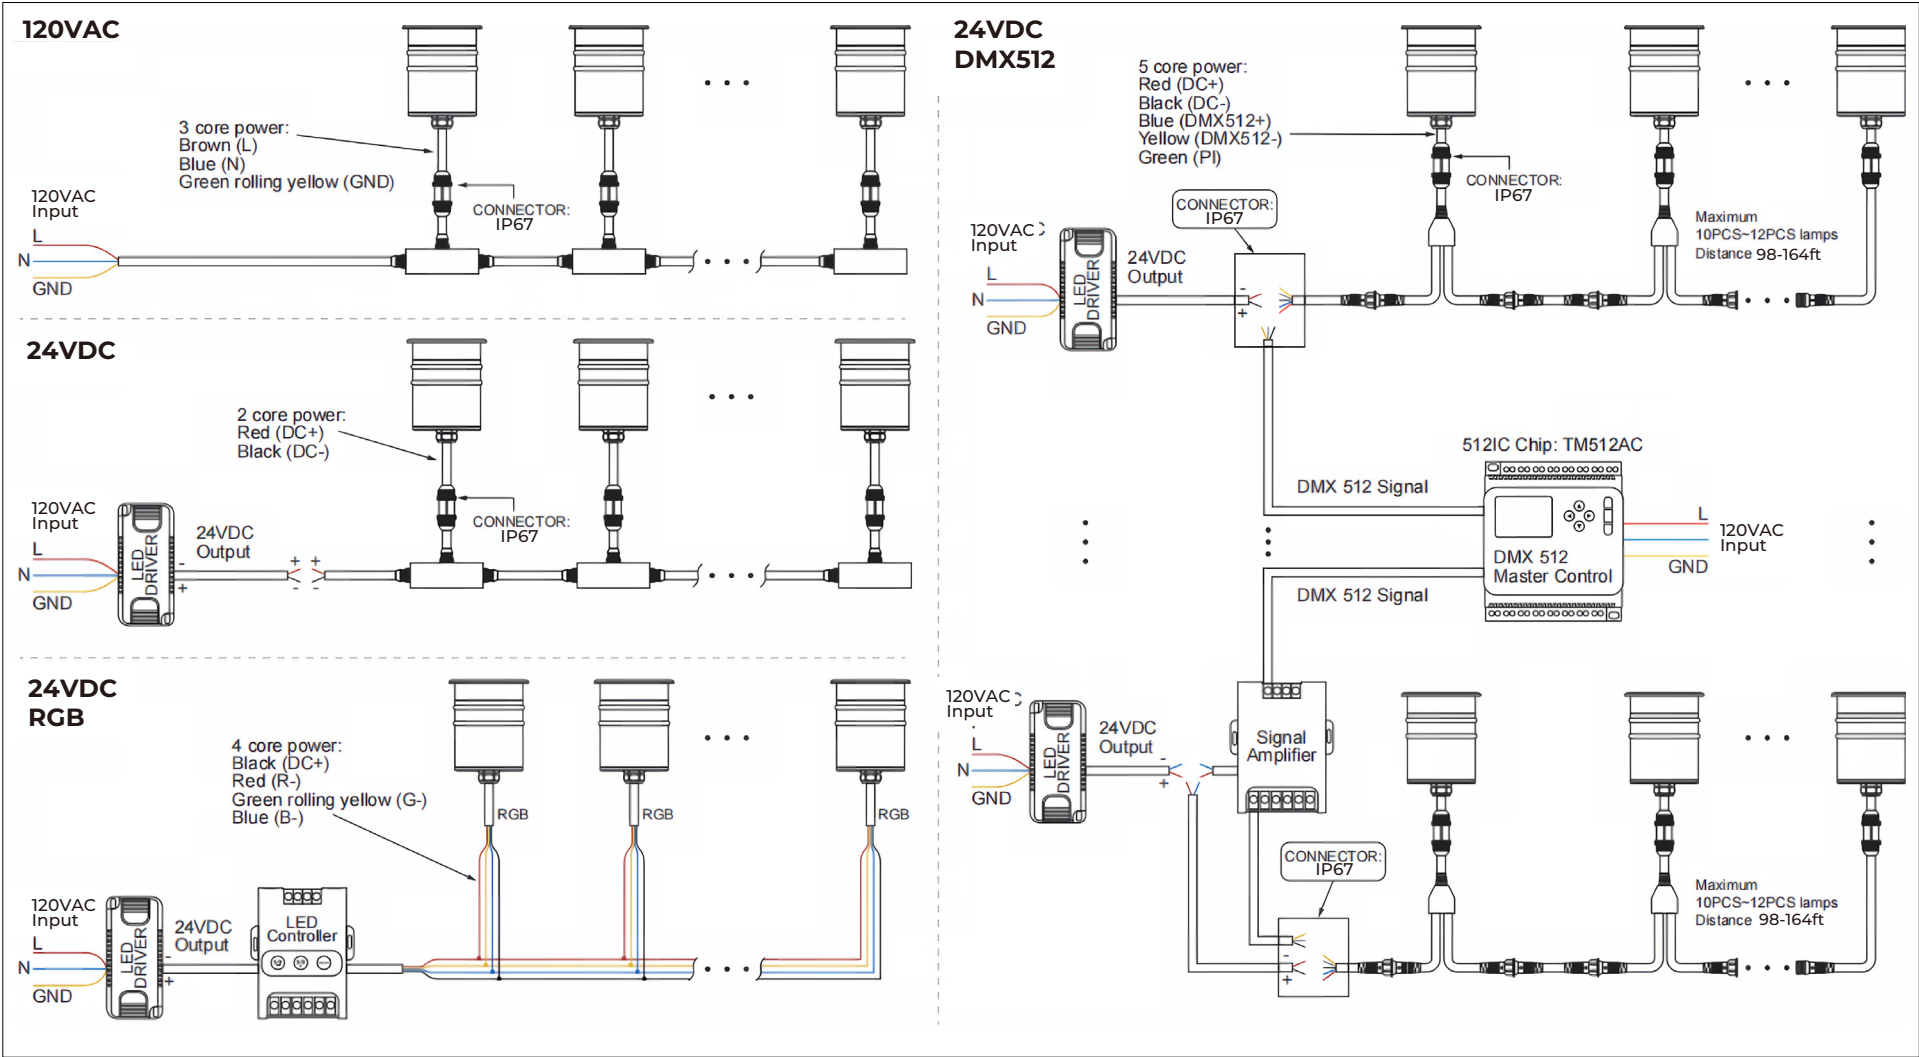 120VAC
3 core power:
Brown (L)
Blue (N)
Green rolling yellow (GND)
CONNECTOR:
IP67
120VAC
Input
L
N
GND
24VDC
2 core power:
Red (DC+)
Black (DC-)
CONNECTOR:
IP67
120VAC
Input
L
N
GND
LED
DRIVER
24VDC
Output
-
+
+ +
- -
24VDC
RGB
4 core power:
Black (DC+)
Red (R-)
Green rolling yellow (G-)
Blue (B-)
RGB
RGB
RGB
120VAC
Input
L
N
GND
LED
DRIVER
24VDC
Output
-
+
LED
Controller
24VDC
DMX512
5 core power:
Red (DC+)
Black (DC-)
Blue (DMX512+)
Yellow (DMX512-)
Green (PI)
CONNECTOR:
IP67
CONNECTOR:
IP67
Maximum
10PCS~12PCS lamps
Distance 98-164ft
120VAC
Input
L
N
GND
LED
DRIVER
24VDC
Output
-
+
512IC Chip: TM512AC
DMX 512 Signal
DMX 512
Master Control
L
120VAC
Input
GND
DMX 512 Signal
120VAC
Input
L
N
GND
LED
DRIVER
24VDC
Output
-
+
Signal
Amplifier
CONNECTOR:
IP67
-
+
Maximum
10PCS~12PCS lamps
Distance 98-164ft